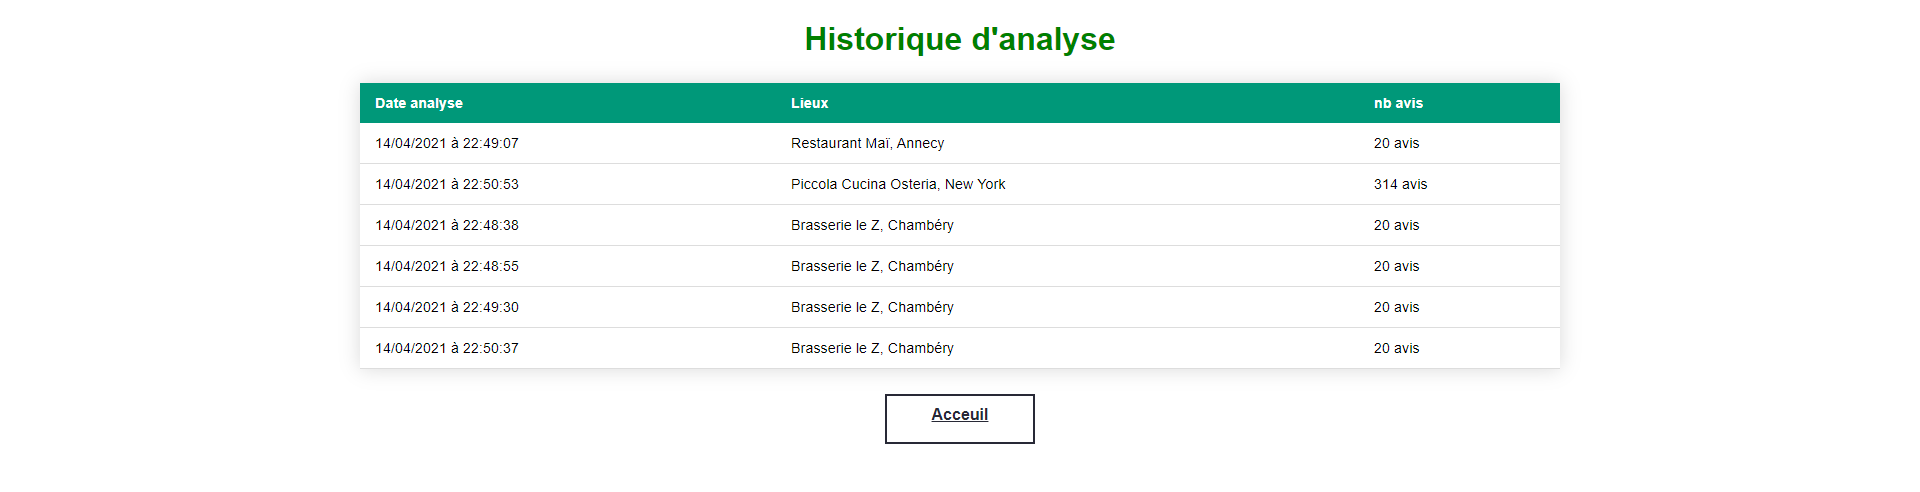 Historique d'analyse
Date analyse Lieux nb avis
14/04/2021 à 22:49:07 Restaurant Maï, Annecy 20 avis
14/04/2021 à 22:50:53 Piccola Cucina Osteria, New York 314 avis
14/04/2021 à 22:48:38 Brasserie le Z, Chambéry 20 avis
14/04/2021 à 22:48:55 Brasserie le Z, Chambéry 20 avis
14/04/2021 à 22:49:30 Brasserie le Z, Chambéry 20 avis
14/04/2021 à 22:50:37 Brasserie le Z, Chambéry 20 avis
Acceuil